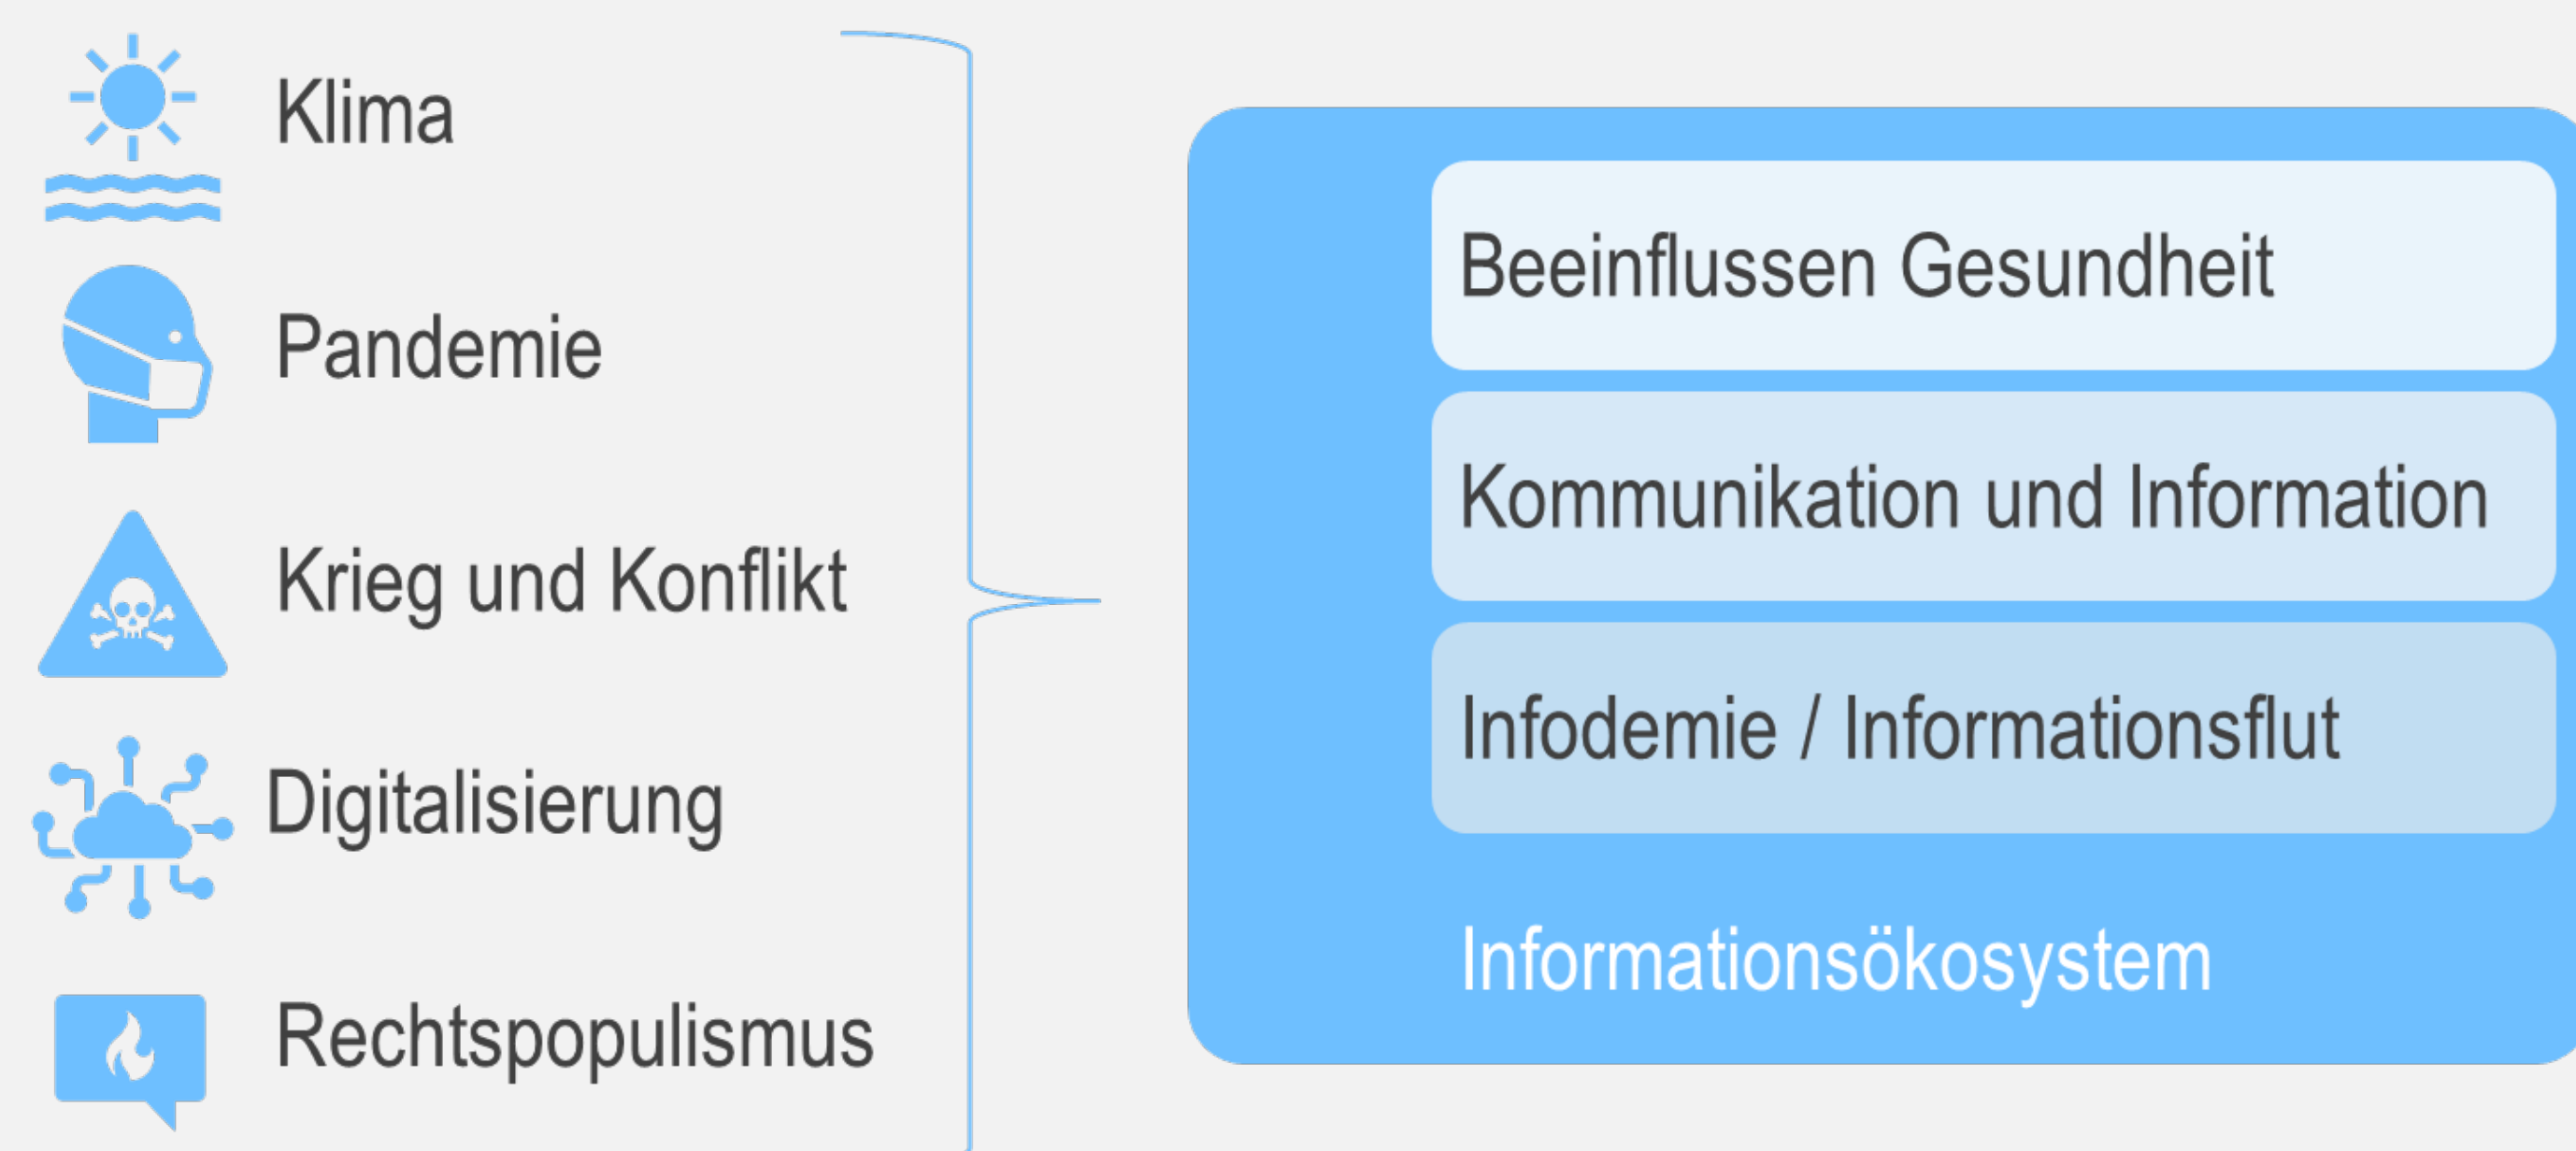 Klima
Pandemie
Krieg und Konflikt
Digitalisierung
Rechtspopulismus
Beeinflussen Gesundheit
Kommunikation und Information
Infodemie / Informationsflut
Informationsökosystem